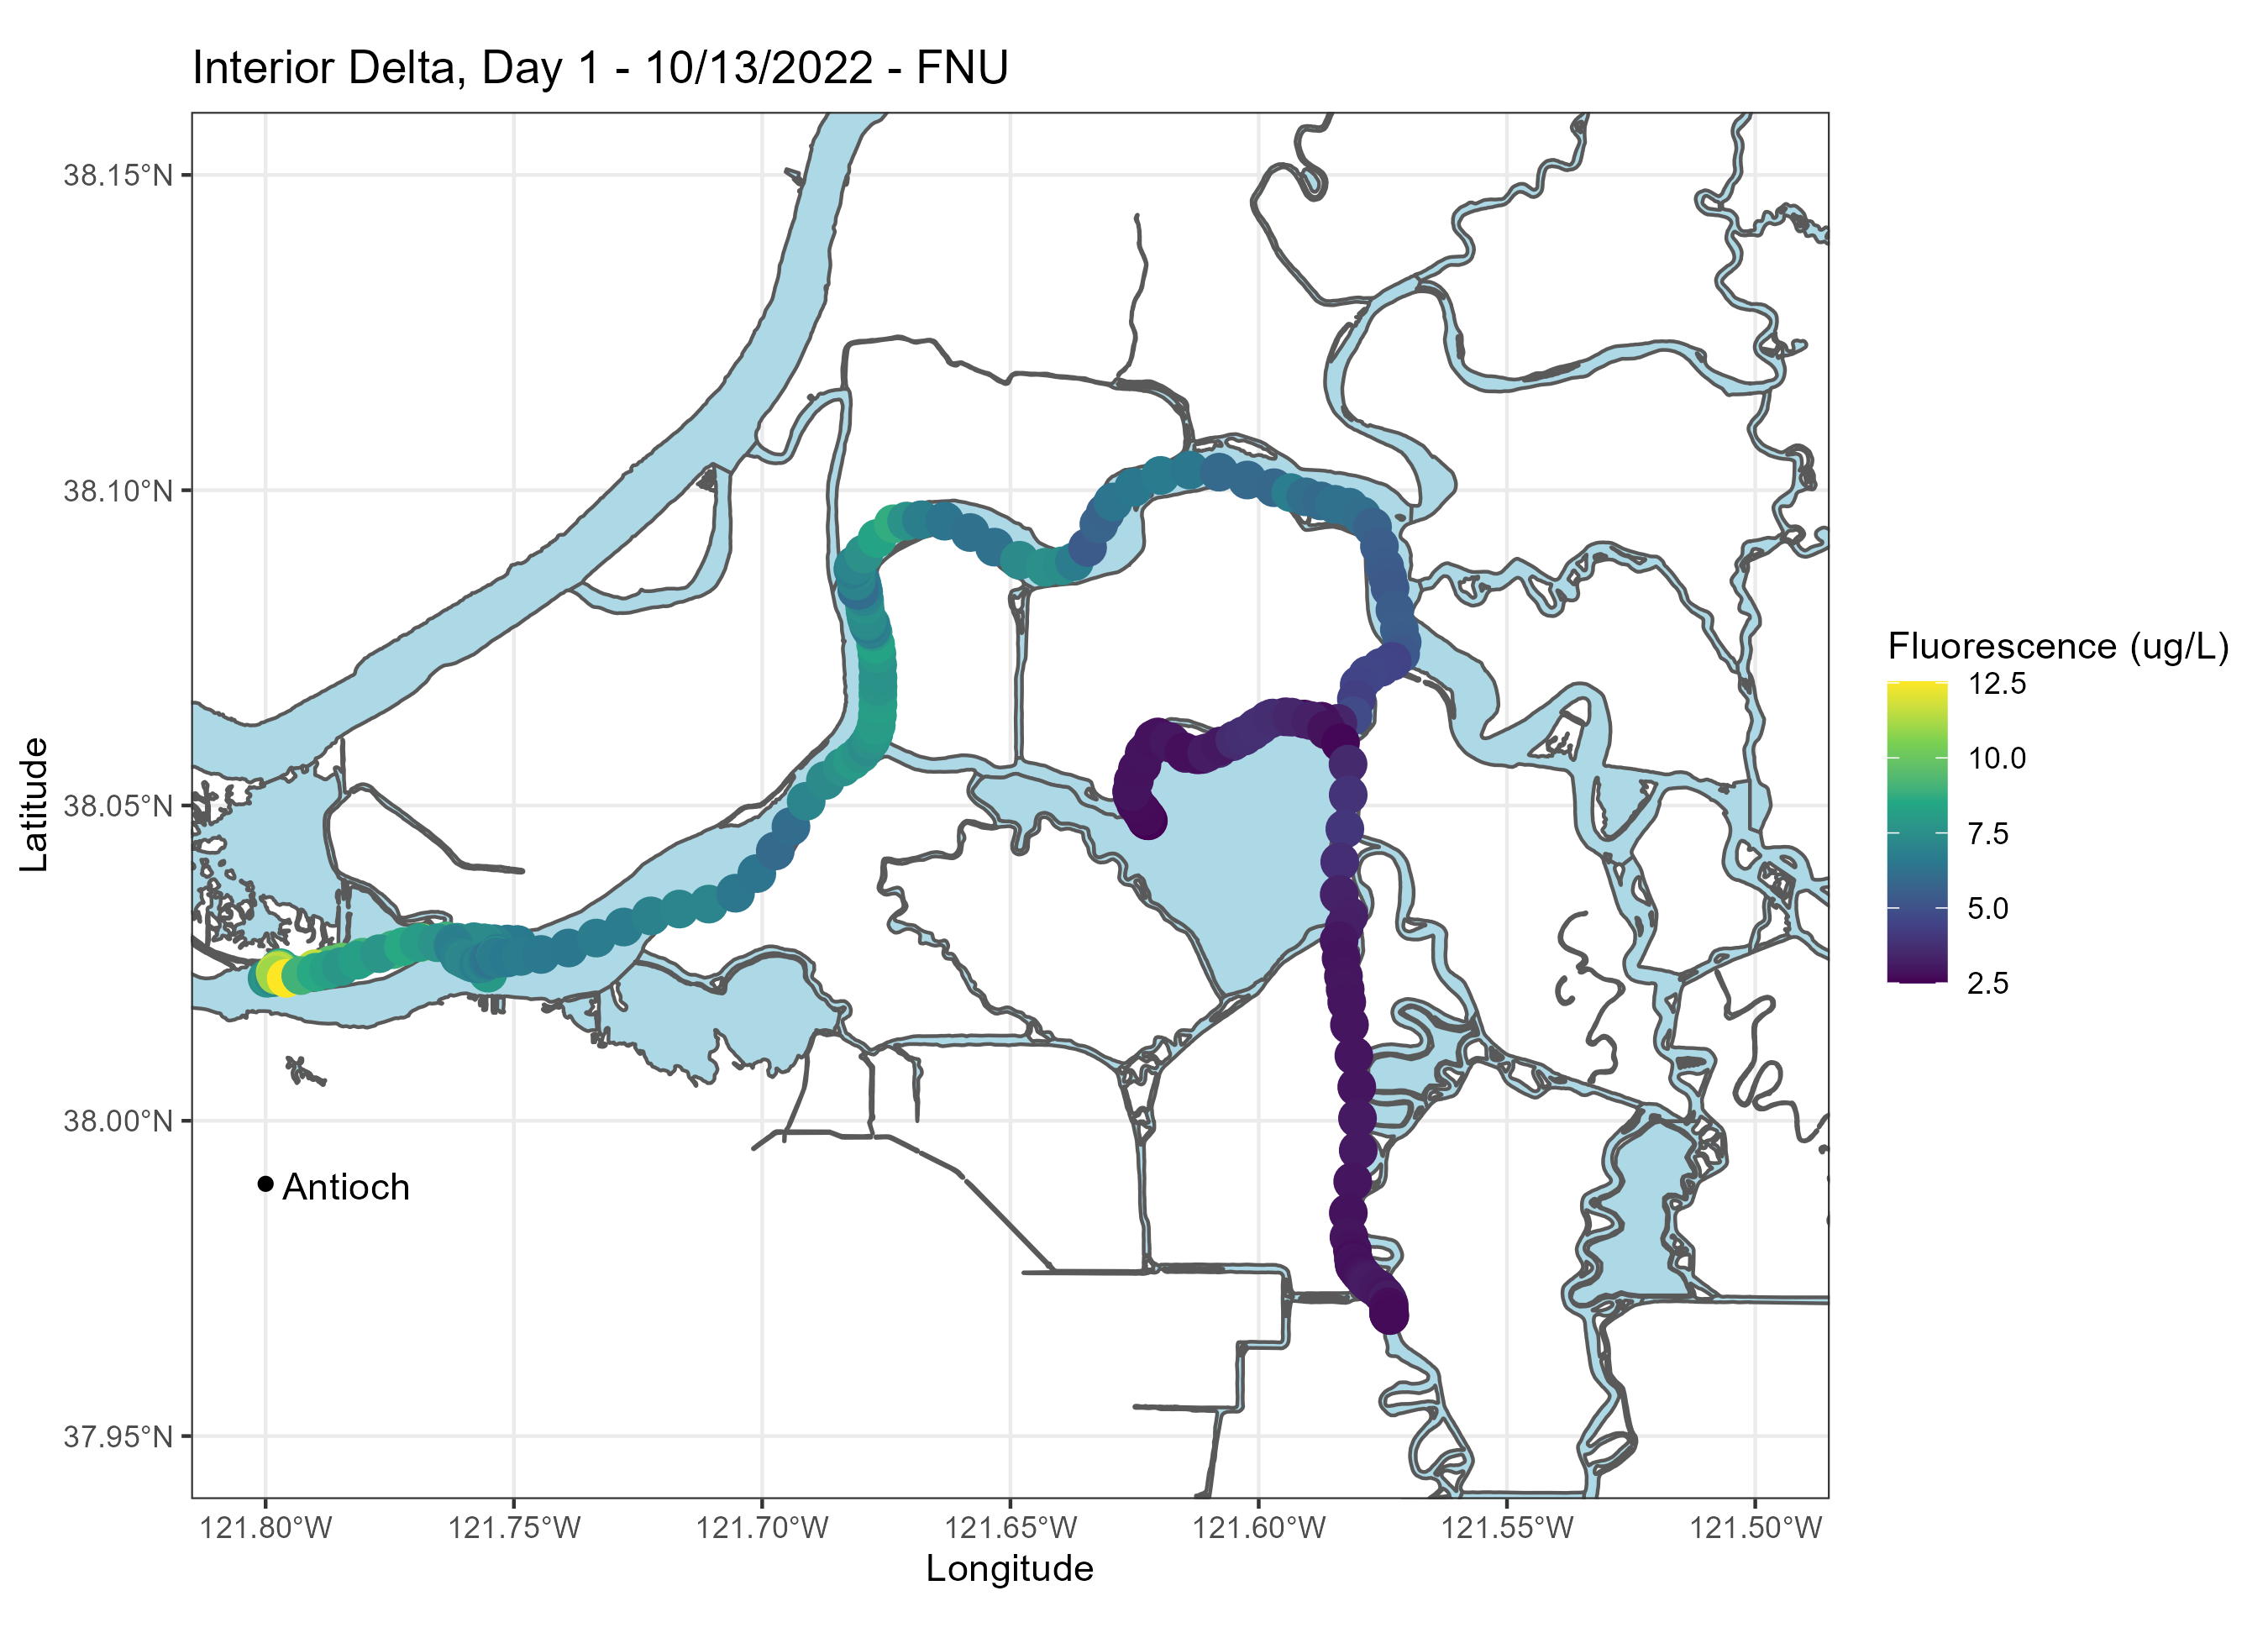 Interior Delta, Day 1 - 10/13/2022 - FNU
38.15°N
38.10°N
38.05°N
38.00°N
37.95°N
Latitude
Antioch
121.80°W 121.75°W 121.70°W 121.65°W 121.60°W 121.55°W 121.50°W
Longitude
Fluorescence (ug/L)
12.5
10.0
7.5
5.0
2.5